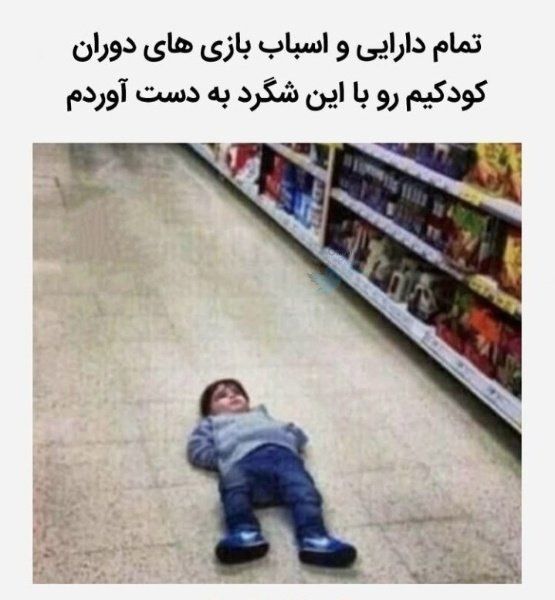 تمام دارایی و اسباب بازی های دوران
کودکیم رو با این شگرد به دست آوردم